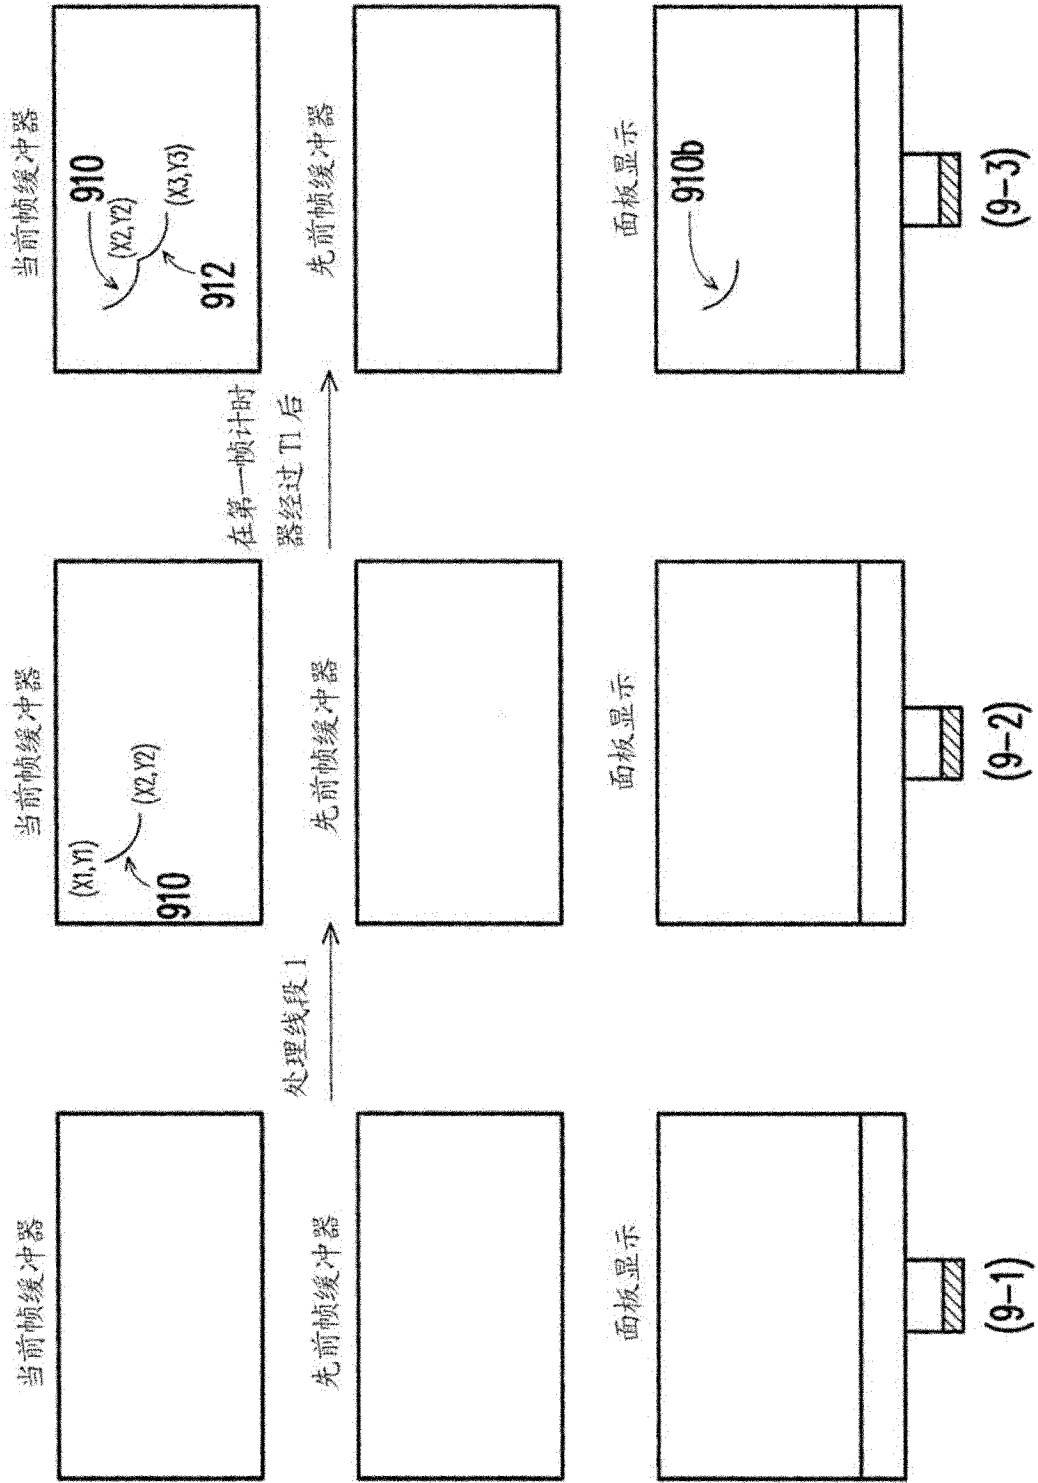 当前帧缓冲器
先前帧缓冲器
面板显示
(9-1)
处理线段1
当前帧缓冲器
(X1,Y1)
(X2,Y2)
910
先前帧缓冲器
面板显示
(9-2)
在第一帧计时
器经过T1后
当前帧缓冲器
910
(X2,Y2)
(X3,Y3)
912
先前帧缓冲器
面板显示
910b
(9-3)